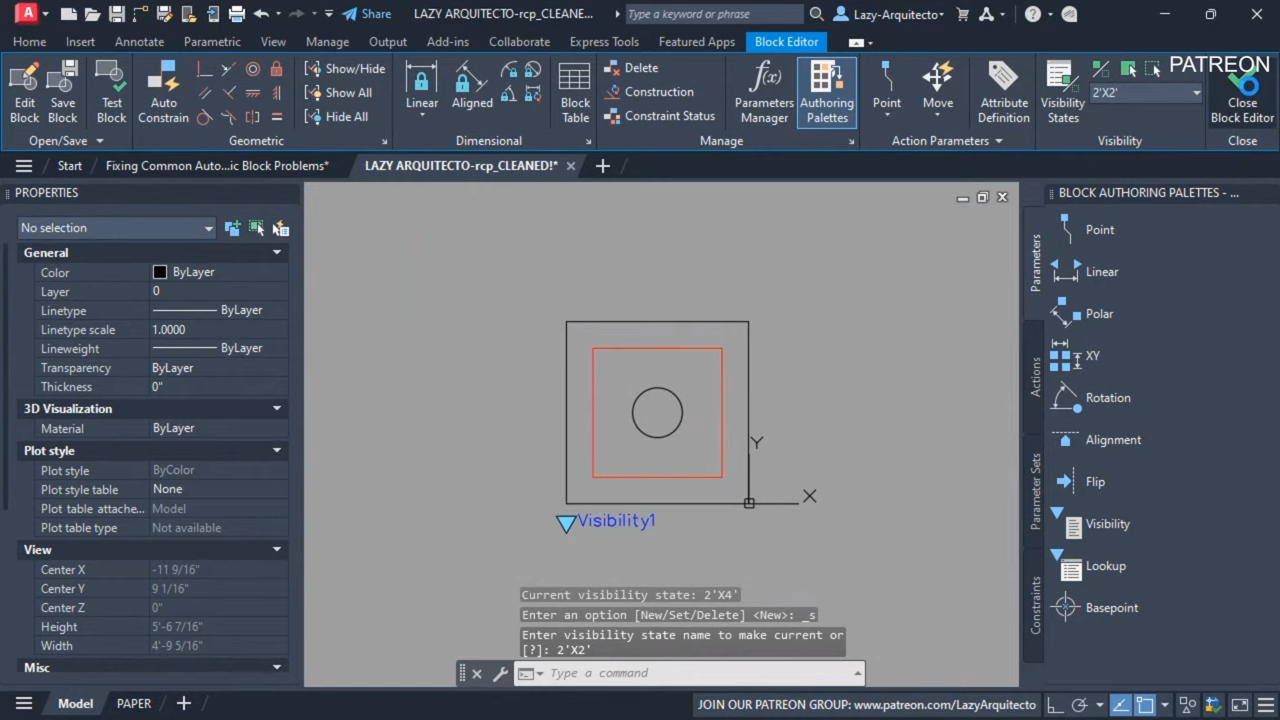 A Share LAZY ARQUITECTO-rcp_CLEANE... Type a keyword or phrase Lazy-Arquitecto
Home Insert Annotate Parametric View Manage Output Add-ins Collaborate Express Tools Featured Apps Block Editor
PATREON
Edit Block Save Block Test Block Auto Constrain Show/Hide Show All Hide All Linear Aligned Block Table Delete Construction Constraint Status Parameters Manager Authoring Palettes Point Move Attribute Definition Visibility States 2'X2' Close Block Editor
Open/Save Geometric Dimensional Manage Action Parameters Visibility Close
Start Fixing Common Auto...ic Block Problems* LAZY ARQUITECTO-rcp_CLEANED!*
PROPERTIES
No selection
General
Color ByLayer
Layer 0
Linetype ByLayer
Linetype scale 1.0000
Lineweight ByLayer
Transparency ByLayer
Thickness 0"
3D Visualization
Material ByLayer
Plot style
Plot style ByColor
Plot style table None
Plot table attache... Model
Plot table type Not available
View
Center X -11 9/16"
Center Y 9 1/16"
Center Z 0"
Height 5'-6 7/16"
Width 4'-9 5/16"
Misc
Y
X
Visibility1
Current visibility state: 2'X4'
Enter an option [New/Set/Delete] <New>: _s
Enter visibility state name to make current or
[?]: 2'X2'
Type a command
BLOCK AUTHORING PALETTES - ...
Parameters
Actions
Parameter Sets
Constraints
Point
Linear
Polar
XY
Rotation
Alignment
Flip
Visibility
Lookup
Basepoint
Model PAPER JOIN OUR PATREON GROUP: www.patreon.com/LazyArquitecto